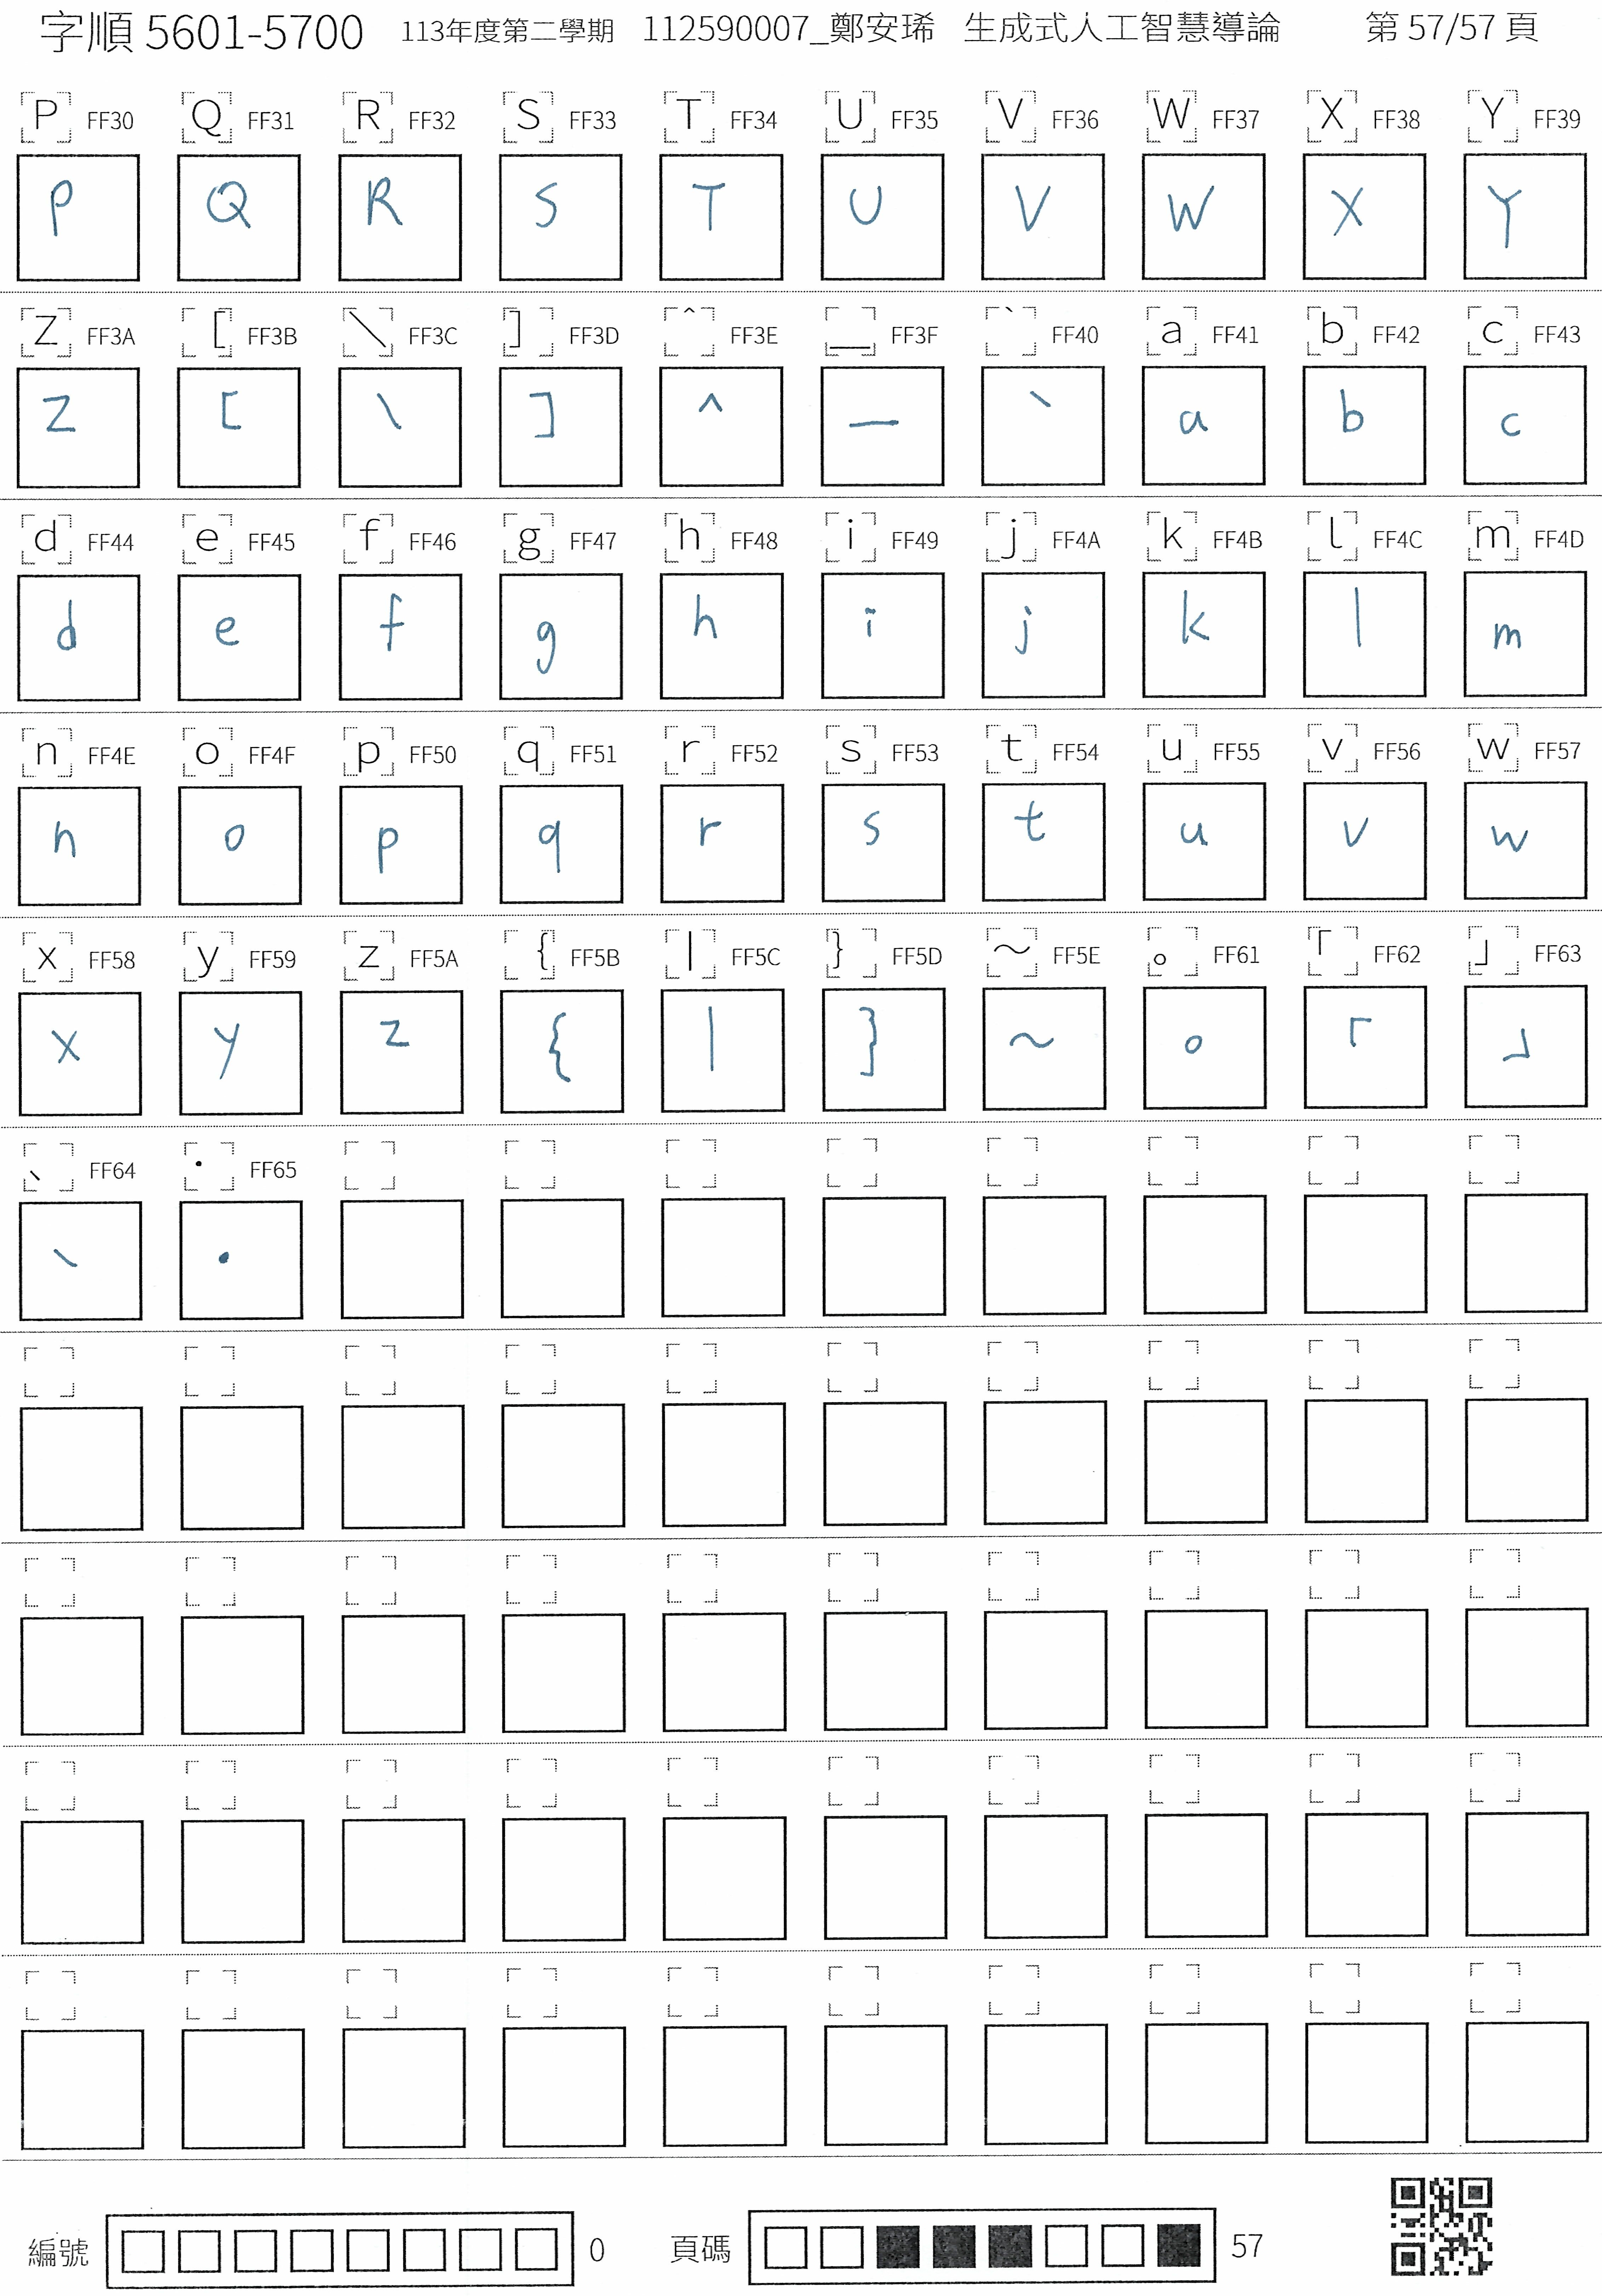 字順 5601-5700 113年度第二學期 112590007_鄭安琋 生成式人工智慧導論 第 57/57 頁
P FF30 Q FF31 R FF32 S FF33 T FF34 U FF35 V FF36 W FF37 X FF38 Y FF39
P Q R S T U V W X Y
Z FF3A [ FF3B \ FF3C ] FF3D ^ FF3E _ FF3F ` FF40 a FF41 b FF42 c FF43
Z [ \ ] ^ _ ` a b c
d FF44 e FF45 f FF46 g FF47 h FF48 i FF49 j FF4A k FF4B l FF4C m FF4D
d e f g h i j k l m
n FF4E o FF4F p FF50 q FF51 r FF52 s FF53 t FF54 u FF55 v FF56 w FF57
n o p q r s t u v w
x FF58 y FF59 z FF5A { FF5B | FF5C } FF5D ~ FF5E 。 FF61 「 FF62 」 FF63
x y z { | } ~ 。 「 」
、 FF64 ・ FF65
、 ・
編號 0 頁碼 57